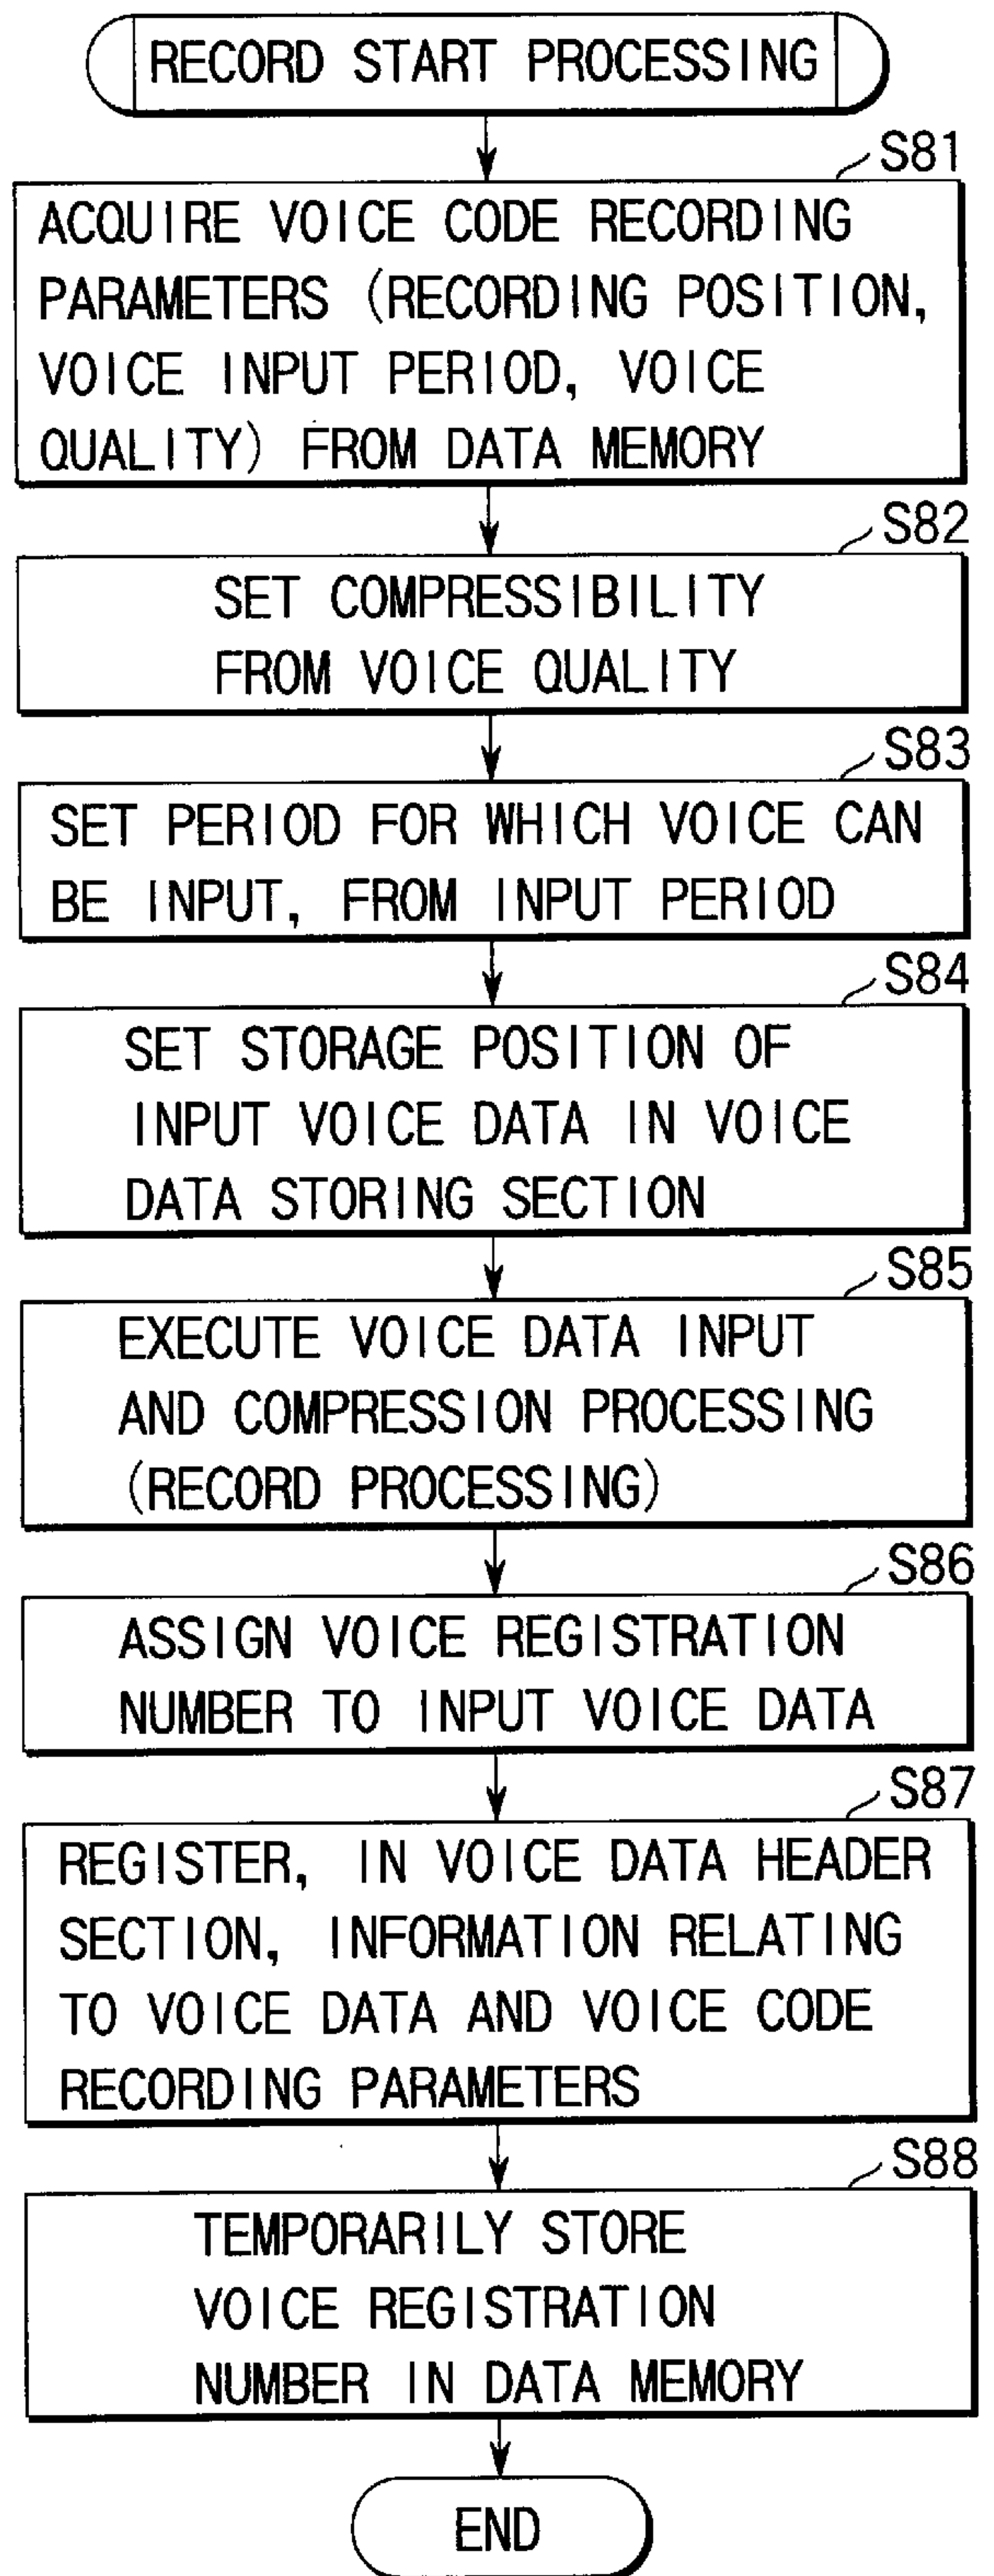 RECORD START PROCESSING
S81
ACQUIRE VOICE CODE RECORDING
PARAMETERS (RECORDING POSITION,
VOICE INPUT PERIOD, VOICE
QUALITY) FROM DATA MEMORY
S82
SET COMPRESSIBILITY
FROM VOICE QUALITY
S83
SET PERIOD FOR WHICH VOICE CAN
BE INPUT, FROM INPUT PERIOD
S84
SET STORAGE POSITION OF
INPUT VOICE DATA IN VOICE
DATA STORING SECTION
S85
EXECUTE VOICE DATA INPUT
AND COMPRESSION PROCESSING
(RECORD PROCESSING)
S86
ASSIGN VOICE REGISTRATION
NUMBER TO INPUT VOICE DATA
S87
REGISTER, IN VOICE DATA HEADER
SECTION, INFORMATION RELATING
TO VOICE DATA AND VOICE CODE
RECORDING PARAMETERS
S88
TEMPORARILY STORE
VOICE REGISTRATION
NUMBER IN DATA MEMORY
END